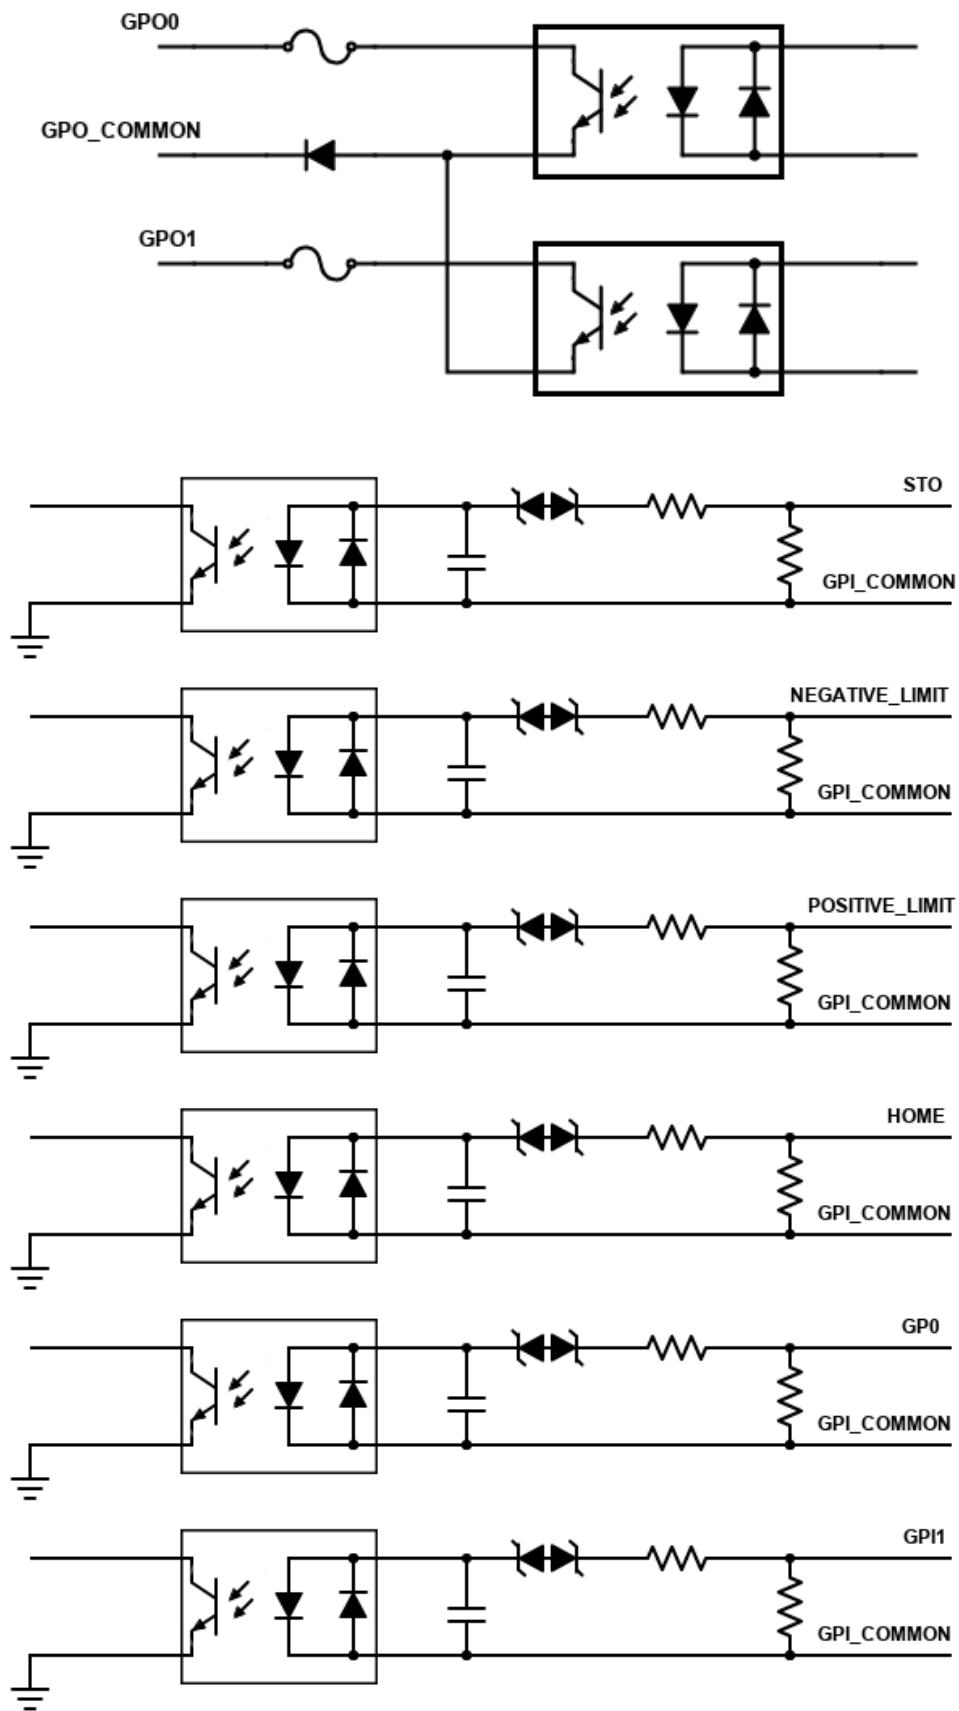 GPO0
GPO_COMMON
GPO1
STO
GPI_COMMON
NEGATIVE_LIMIT
GPI_COMMON
POSITIVE_LIMIT
GPI_COMMON
HOME
GPI_COMMON
GP0
GPI_COMMON
GPI1
GPI_COMMON